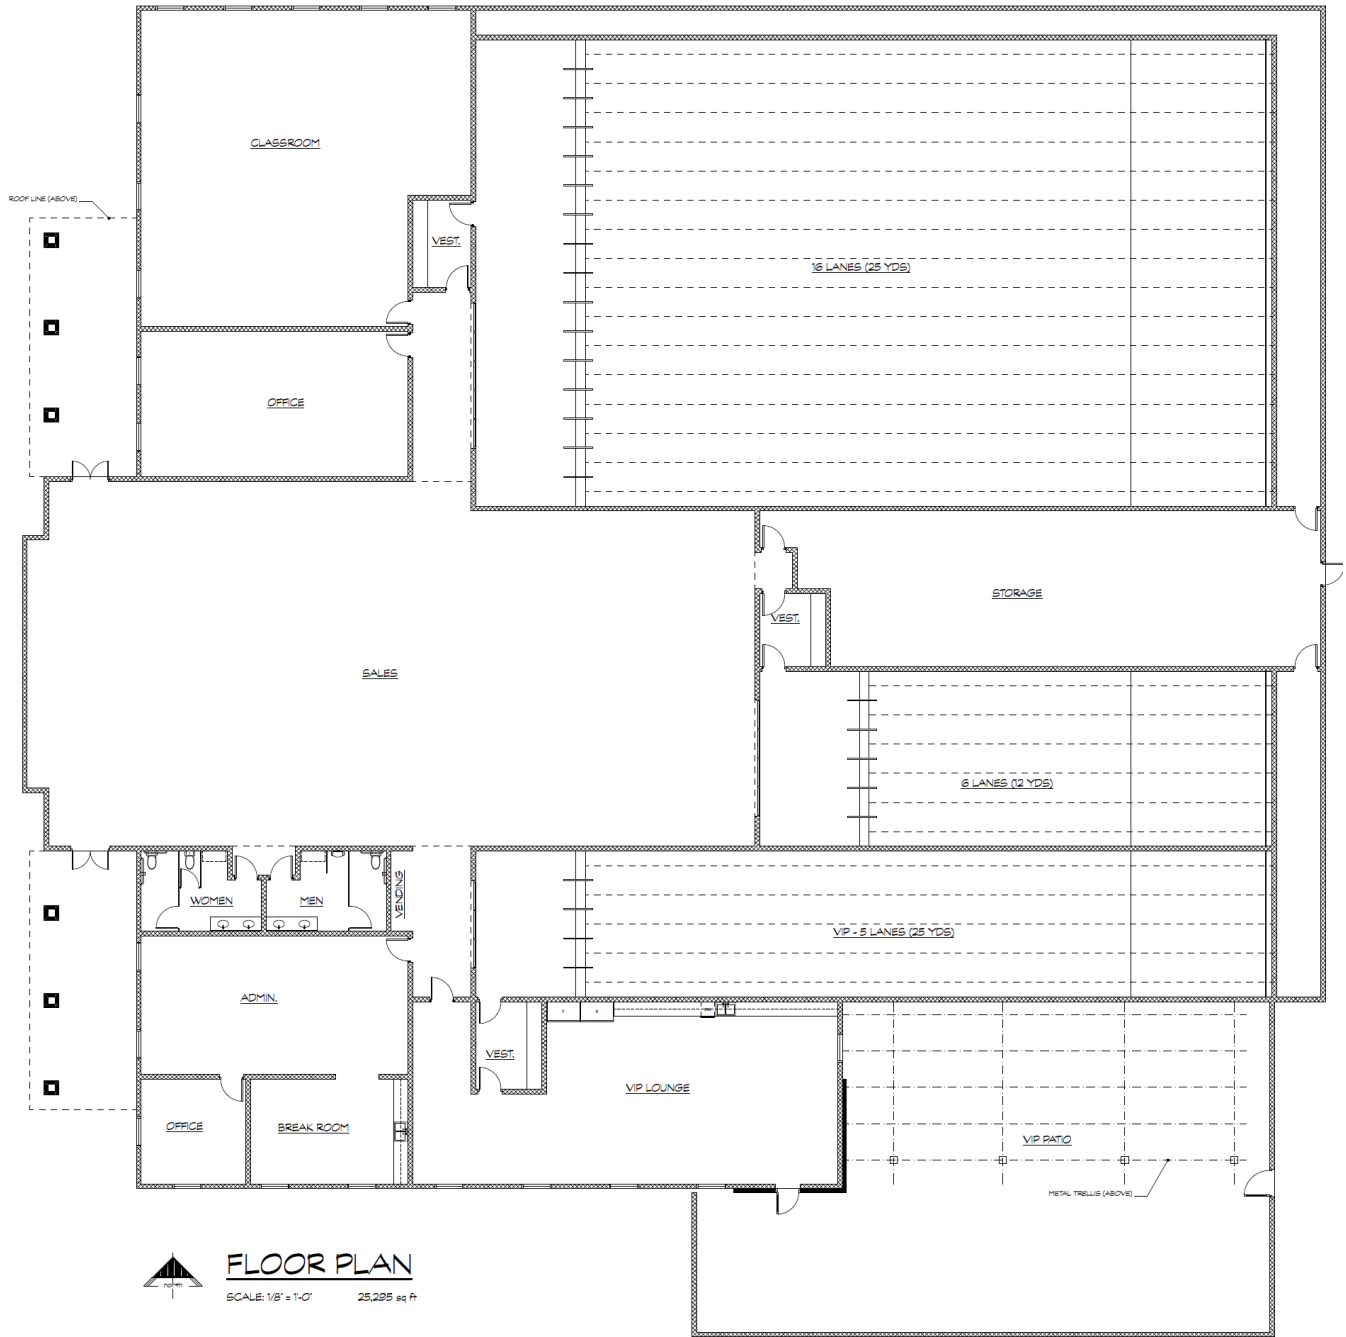 CLASSROOM
ROOF LINE (ABOVE)
VEST.
16 LANES (25 YDS)
OFFICE
STORAGE
VEST.
SALES
6 LANES (12 YDS)
WOMEN
MEN
VENDING
VIP - 5 LANES (25 YDS)
ADMIN.
VEST.
VIP LOUNGE
OFFICE
BREAK ROOM
VIP PATIO
METAL TRELLIS (ABOVE)
north
FLOOR PLAN
SCALE: 1/8" = 1'-0" 25,295 sq ft